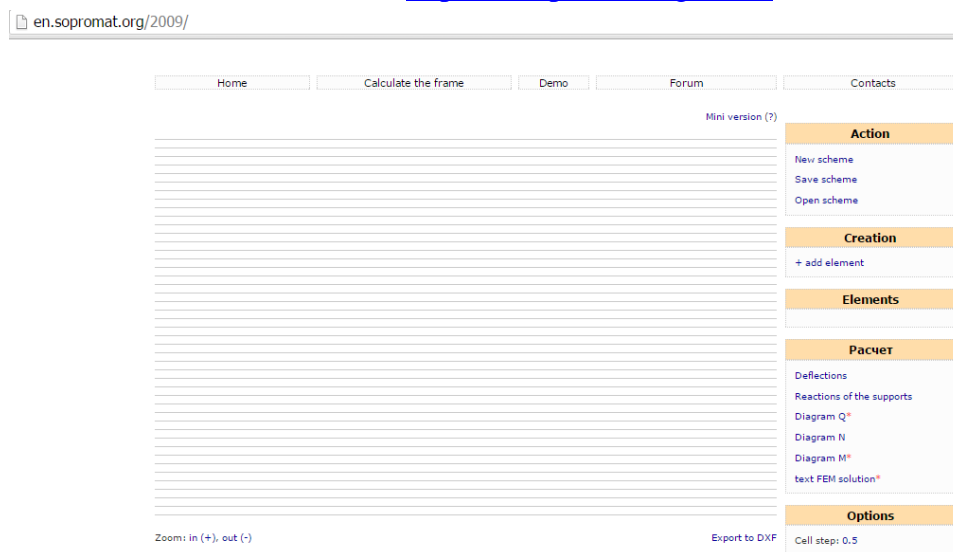 en.sopromat.org/2009/
Home Calculate the frame Demo Forum Contacts
Mini version (?)
Action
New scheme
Save scheme
Open scheme
Creation
+ add element
Elements
Расчет
Deflections
Reactions of the supports
Diagram Q*
Diagram N
Diagram M*
text FEM solution*
Options
Cell step: 0.5
Zoom: in (+), out (-)
Export to DXF